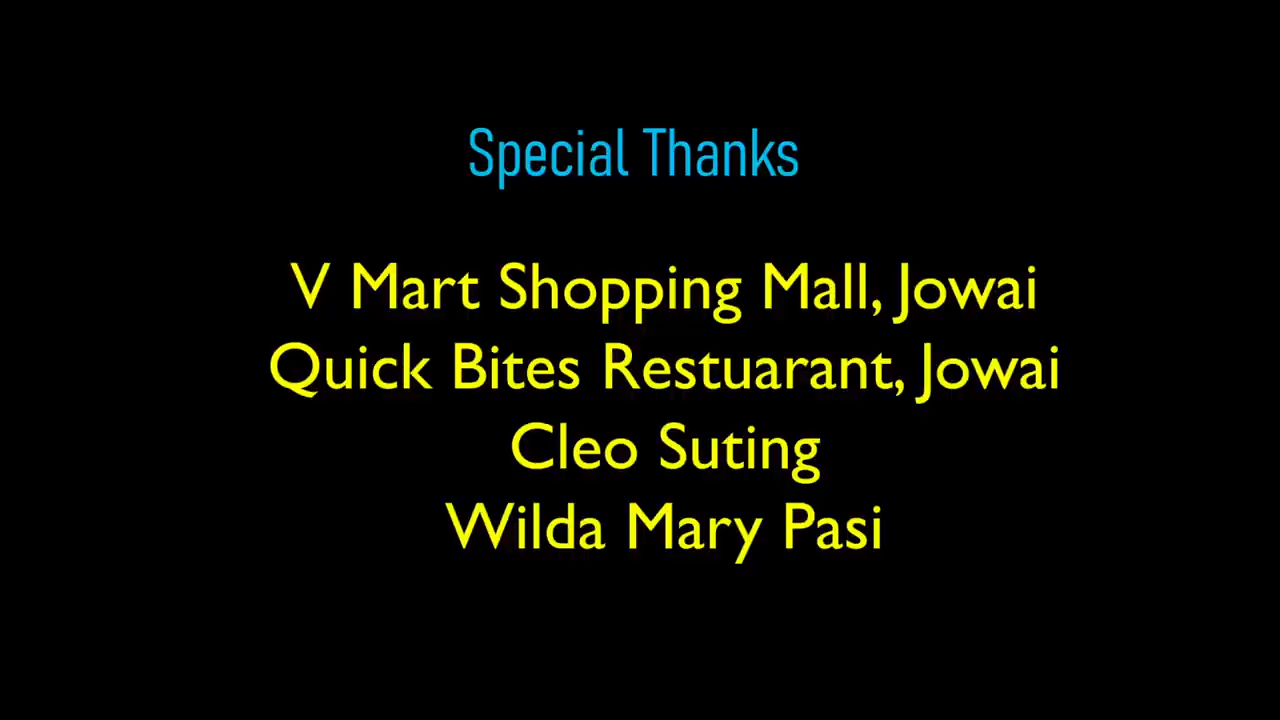 Special Thanks
V Mart Shopping Mall, Jowai
Quick Bites Restuarant, Jowai
Cleo Suting
Wilda Mary Pasi